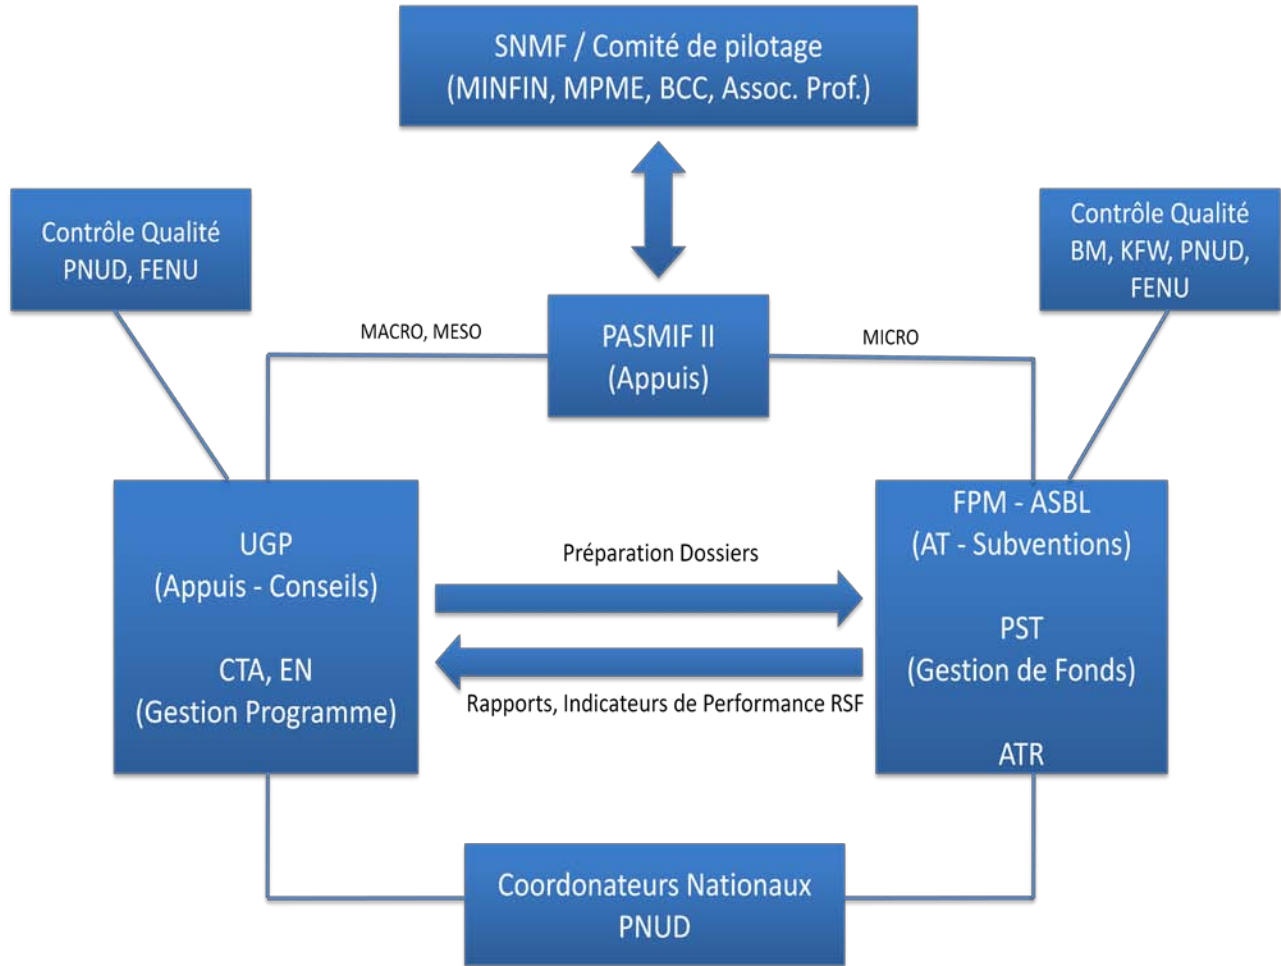 SNMF / Comité de pilotage
(MINFIN, MPME, BCC, Assoc. Prof.)
Contrôle Qualité
PNUD, FENU
Contrôle Qualité
BM, KFW, PNUD,
FENU
MACRO, MESO
PASMIF II
(Appuis)
MICRO
UGP
(Appuis - Conseils)
CTA, EN
(Gestion Programme)
Préparation Dossiers
Rapports, Indicateurs de Performance RSF
FPM - ASBL
(AT - Subventions)
PST
(Gestion de Fonds)
ATR
Coordonateurs Nationaux
PNUD